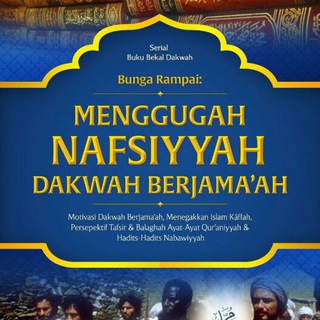 Serial
Buku Bekal Dakwah
Bunga Rampai:
MENGGUGAH
NAFSIYYAH
DAKWAH BERJAMA'AH
Motivasi Dakwah Berjama'ah, Menegakkan Islam Kâffah,
Persepektif Tafsir & Balaghah Ayat-Ayat Qur'aniyyah &
Hadits-Hadits Nabawiyyah